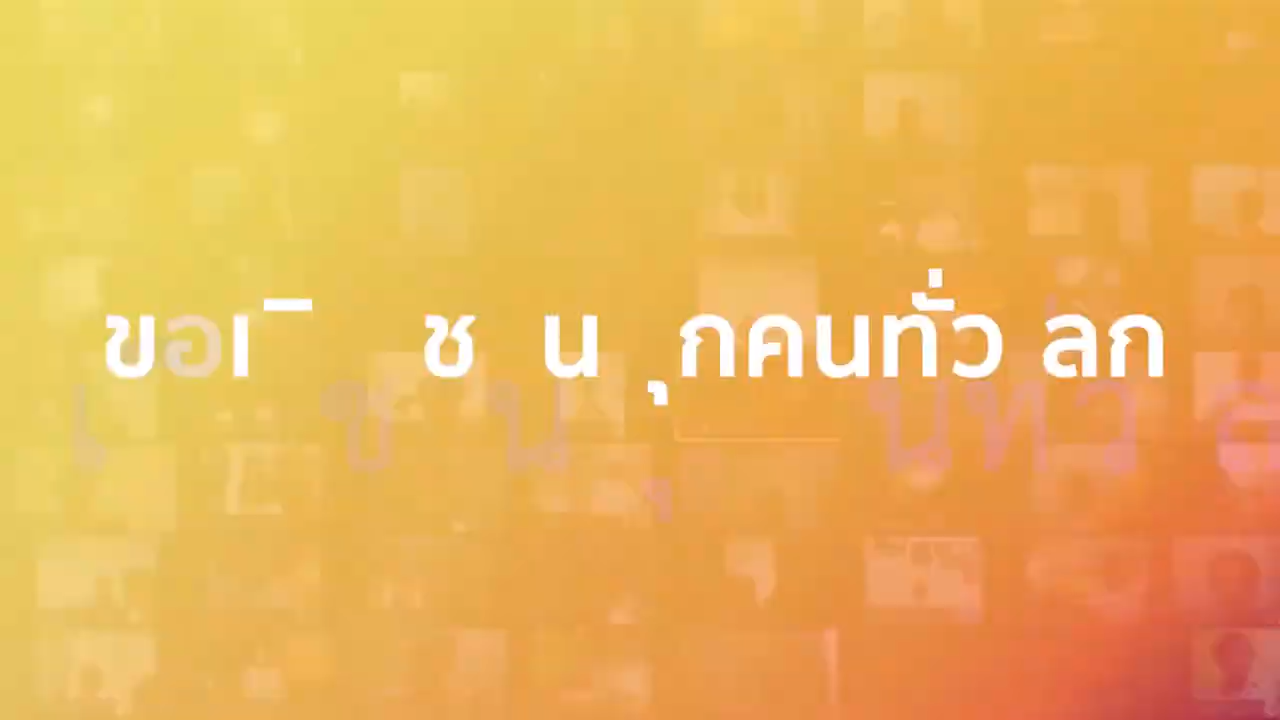 ขอเ ิ ช น ุกคนทั่ว ลก